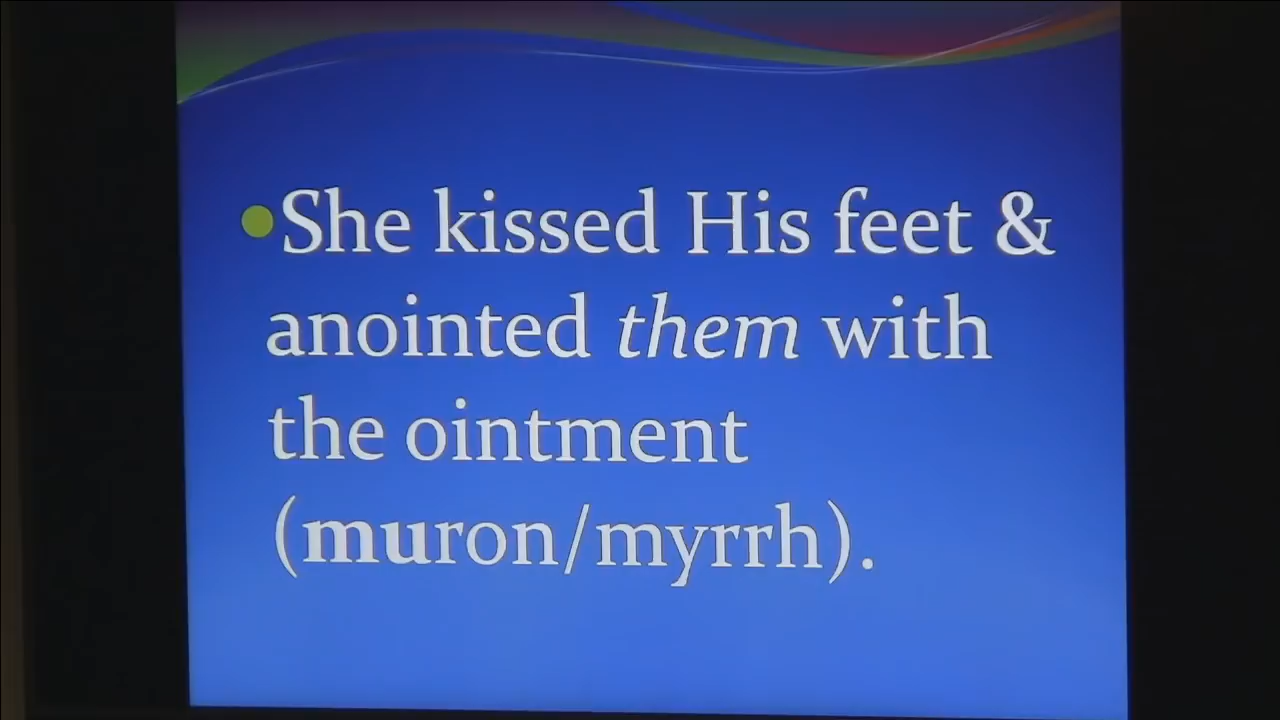 She kissed His feet &
anointed them with
the ointment
(muron/myrrh).